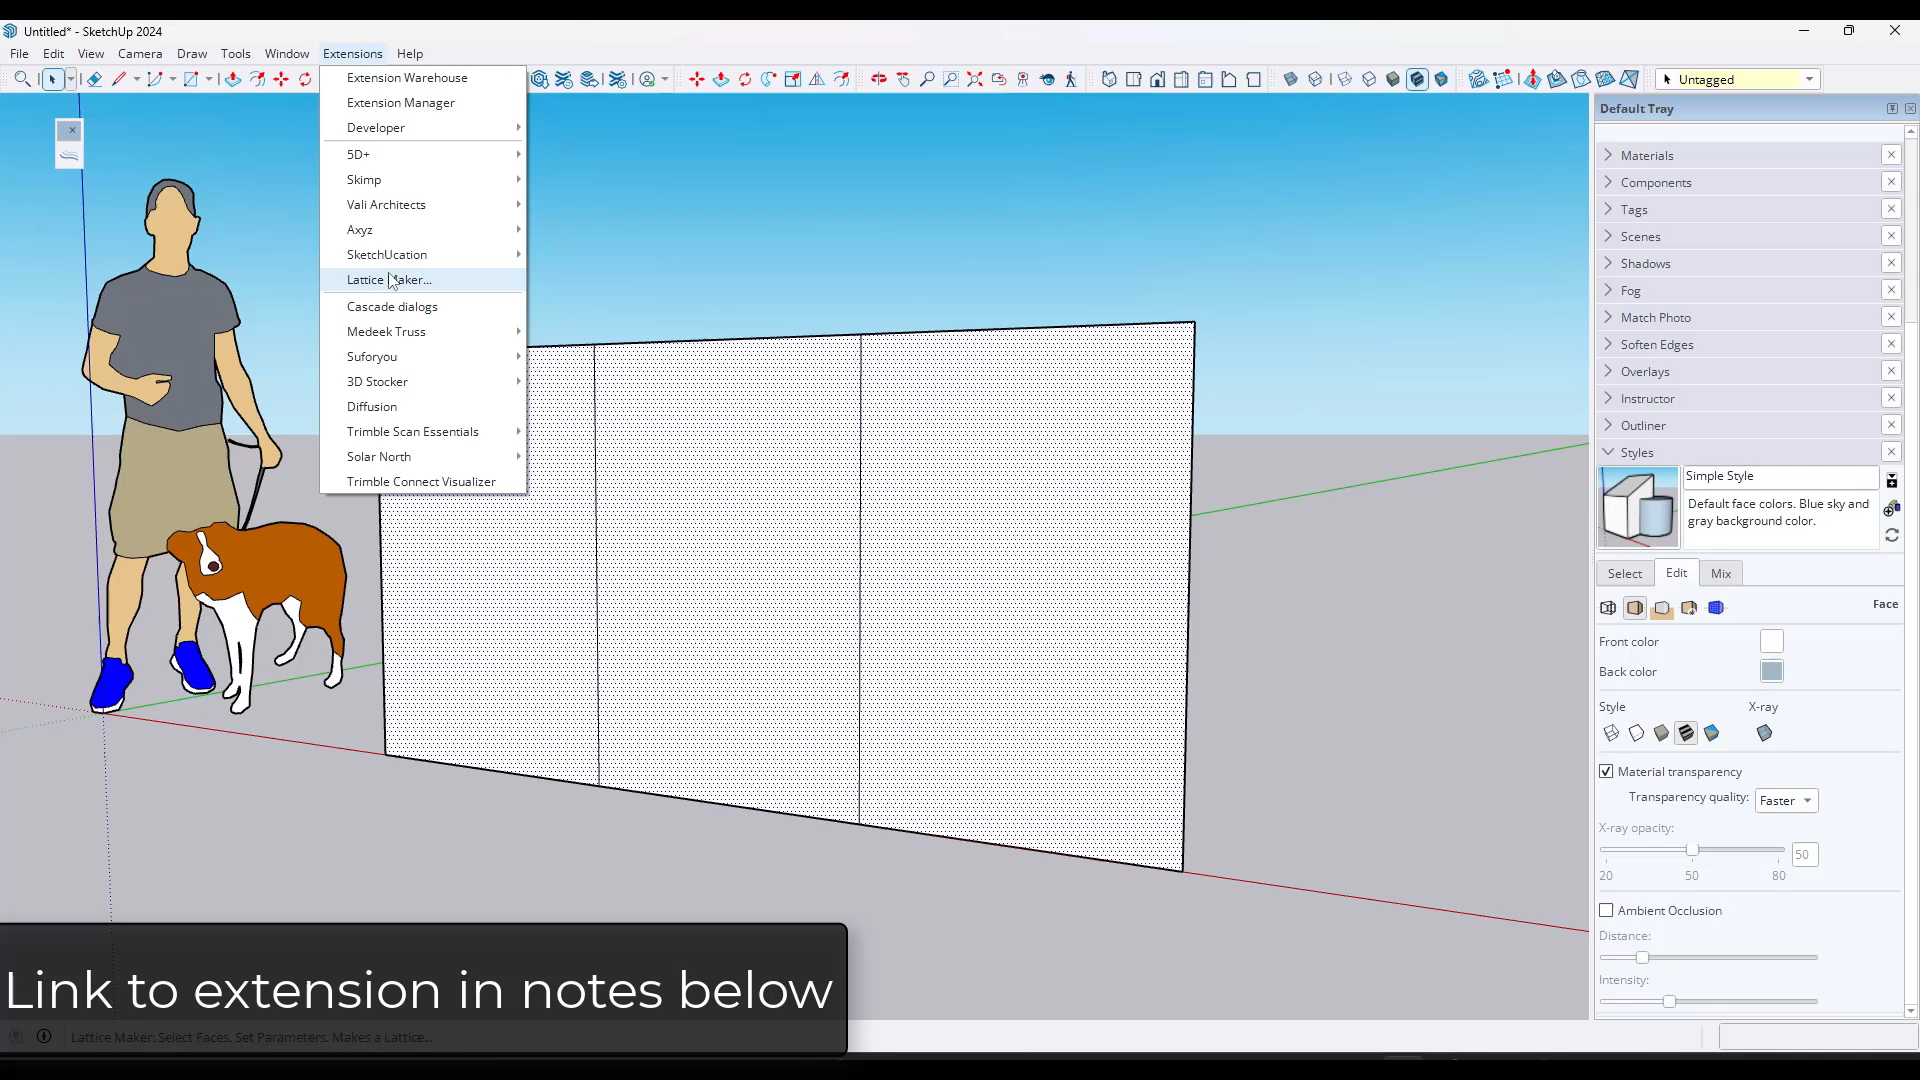 Untitled* - SketchUp 2024
File Edit View Camera Draw Tools Window Extensions Help
Untagged
Extension Warehouse
Extension Manager
Developer
5D+
Skimp
Vali Architects
Axyz
SketchUcation
Lattice Maker...
Cascade dialogs
Medeek Truss
Suforyou
3D Stocker
Diffusion
Trimble Scan Essentials
Solar North
Trimble Connect Visualizer
Default Tray
Materials
Components
Tags
Scenes
Shadows
Fog
Match Photo
Soften Edges
Overlays
Instructor
Outliner
Styles
Simple Style
Default face colors. Blue sky and
gray background color.
Select Edit Mix
Face
Front color
Back color
Style X-ray
Material transparency
Transparency quality: Faster
X-ray opacity:
50
20 50 80
Ambient Occlusion
Distance:
Intensity:
Link to extension in notes below
Lattice Maker: Select Faces. Set Parameters. Makes a Lattice...